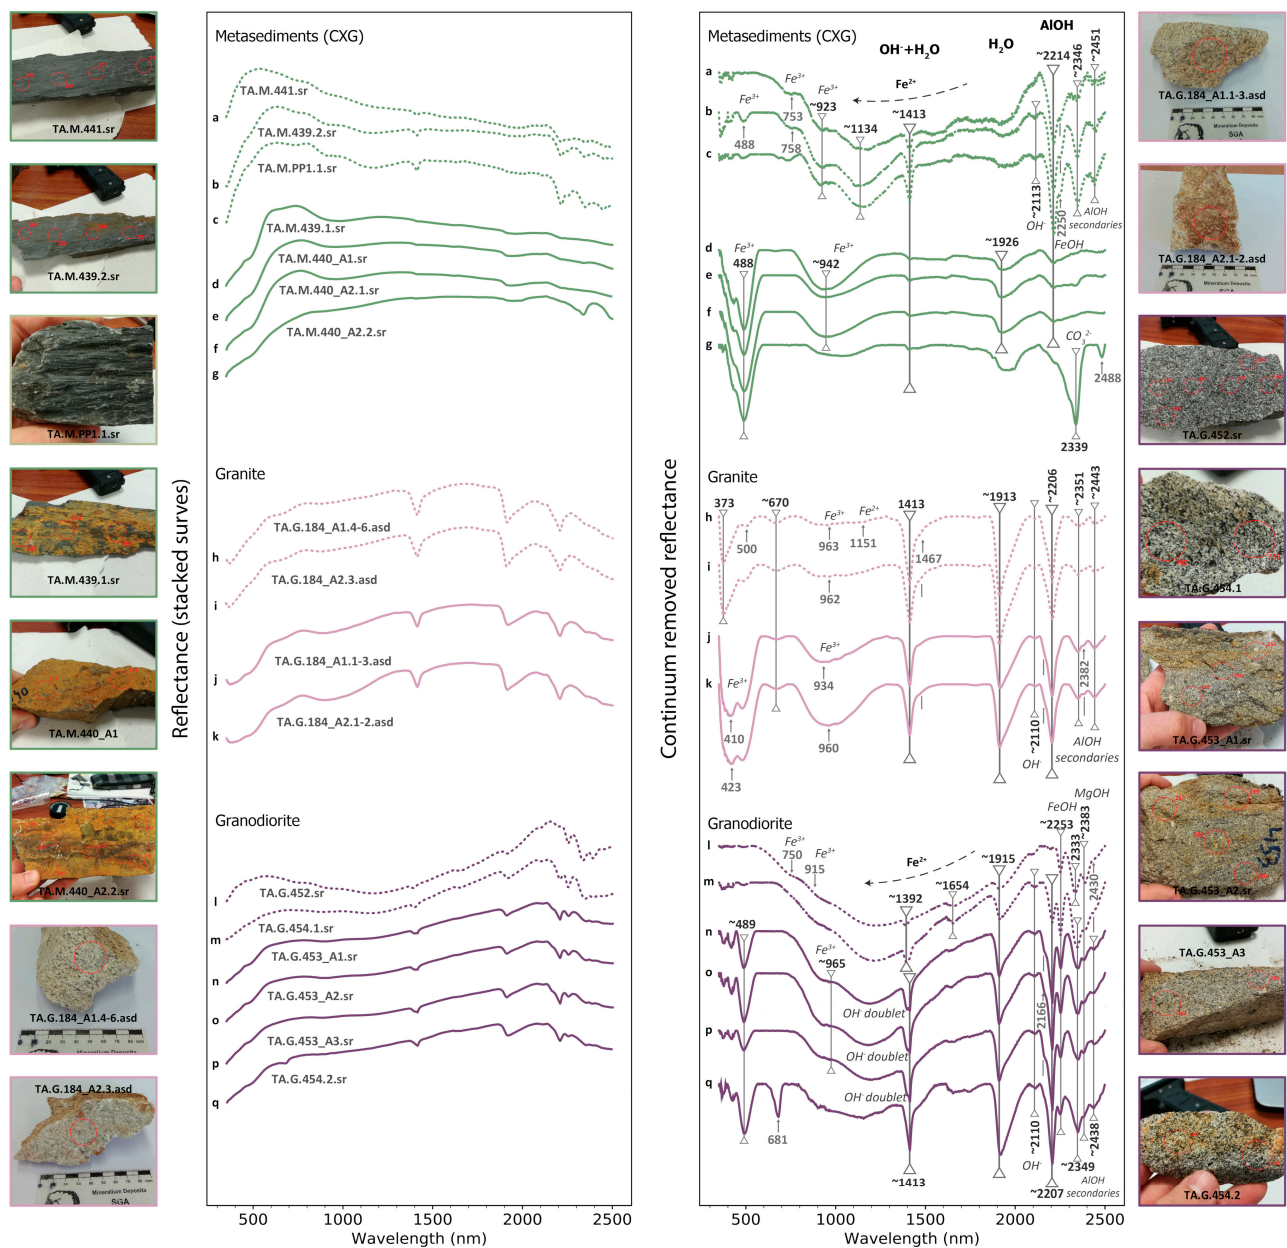 TA.M.441.sr
TA.M.439.2.sr
TA.M.PP1.1.sr
TA.M.439.1.sr
TA.M.440_A1
TA.M.440_A2.2.sr
TA.G.184_A1.4-6.asd
Mineralium Deposits
TA.G.184_A2.3.asd
Mineralium Deposits
SGA
Reflectance (stacked surves)
Metasediments (CXG)
TA.M.441.sr
a
TA.M.439.2.sr
TA.M.PP1.1.sr
b
c
TA.M.439.1.sr
TA.M.440_A1.sr
d
TA.M.440_A2.1.sr
e
TA.M.440_A2.2.sr
f
g
Granite
TA.G.184_A1.4-6.asd
h
TA.G.184_A2.3.asd
i
TA.G.184_A1.1-3.asd
j
TA.G.184_A2.1-2.asd
k
Granodiorite
TA.G.452.sr
l
TA.G.454.1.sr
m
TA.G.453_A1.sr
n
TA.G.453_A2.sr
o
TA.G.453_A3.sr
p
TA.G.454.2.sr
q
500 1000 1500 2000 2500
Wavelength (nm)
Continuum removed reflectance
Metasediments (CXG)
OH⁻+H₂O
H₂O
AlOH
~2214
~2346
~2451
a
Fe³⁺
Fe³⁺
Fe²⁺
b
Fe³⁺
753
~923
~1134
~1413
c
488
758
~2113
OH⁻
2250
FeOH
AlOH
secondaries
d
Fe³⁺
488
Fe³⁺
~942
~1926
e
f
g
CO₃²⁻
2488
2339
Granite
373
~670
1413
~1913
~2206
~2351
~2443
h
Fe³⁺
Fe²⁺
500
963
1151
1467
i
962
j
Fe³⁺
934
k
Fe³⁺
410
960
423
2382
~2110
OH⁻
AlOH
secondaries
Granodiorite
FeOH
MgOH
~2253
~2383
2333
l
Fe³⁺
750
Fe³⁺
915
Fe²⁺
~1915
m
~1392
~1654
2430
n
~489
Fe³⁺
~965
o
OH⁻ doublet
2166
p
OH⁻ doublet
q
OH⁻ doublet
681
~2110
OH⁻
~1413
~2207
~2349
~2438
AlOH
secondaries
500 1000 1500 2000 2500
Wavelength (nm)
TA.G.184_A1.1-3.asd
Mineralium Deposits
SGA
TA.G.184_A2.1-2.asd
Mineralium Deposits
SGA
TA.G.452.sr
TA.G.454.1
TA.G.453_A1.sr
TA.G.453_A2.sr
TA.G.453_A3
TA.G.454.2